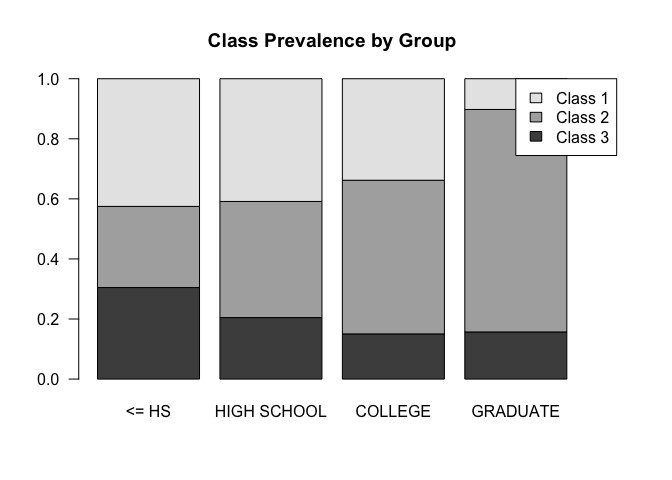 Class Prevalence by Group
1.0
0.8
0.6
0.4
0.2
0.0
Class 1
Class 2
Class 3
<= HS HIGH SCHOOL COLLEGE GRADUATE